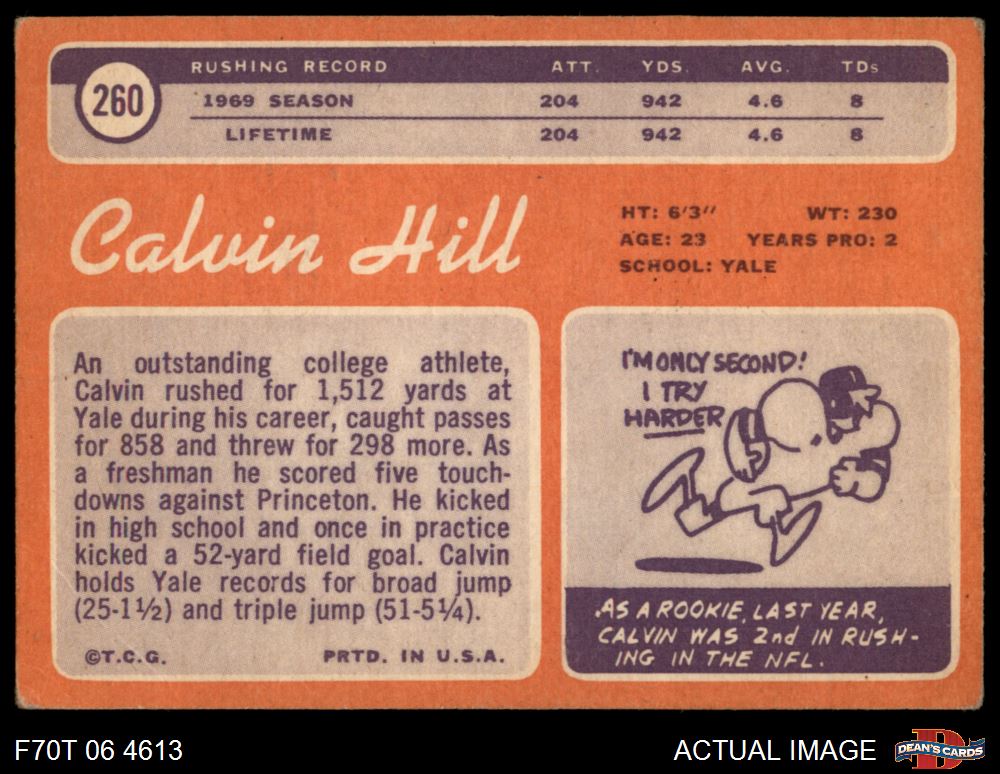 260
RUSHING RECORD ATT. YDS. AVG. TDs
1969 SEASON 204 942 4.6 8
LIFETIME 204 942 4.6 8
Calvin Hill
HT: 6'3" WT: 230
AGE: 23 YEARS PRO: 2
SCHOOL: YALE
An outstanding college athlete,
Calvin rushed for 1,512 yards at
Yale during his career, caught passes
for 858 and threw for 298 more. As
a freshman he scored five touch-
downs against Princeton. He kicked
in high school and once in practice
kicked a 52-yard field goal. Calvin
holds Yale records for broad jump
(25-1½) and triple jump (51-5¼).
©T.C.G. PRTD. IN U.S.A.
I'M ONLY SECOND!
I TRY
HARDER
AS A ROOKIE, LAST YEAR,
CALVIN WAS 2nd IN RUSH-
ING IN THE NFL.
F70T 06 4613
ACTUAL IMAGE
D
DEAN'S CARDS